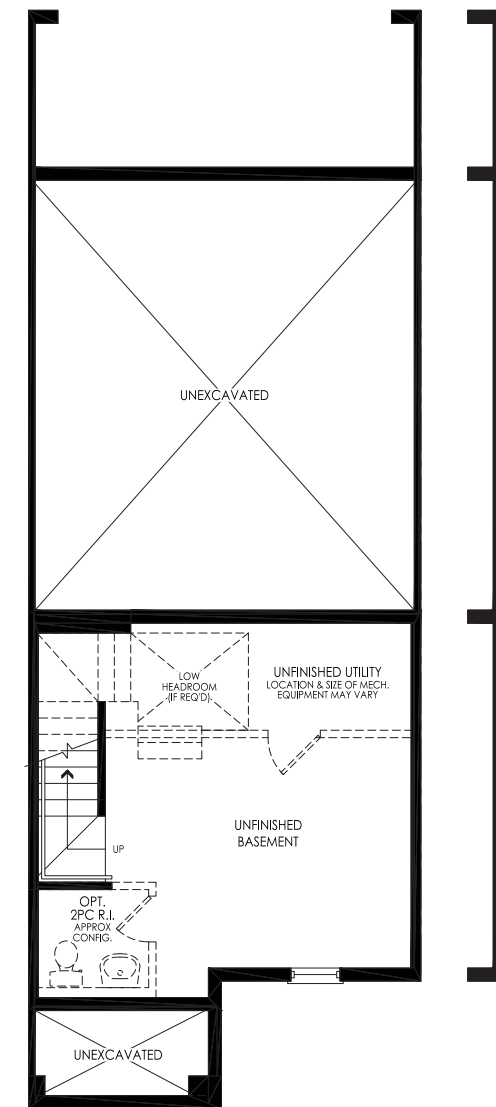 UNEXCAVATED
LOW
HEADROOM
(IF REQ'D).
UNFINISHED UTILITY
LOCATION & SIZE OF MECH.
EQUIPMENT MAY VARY
UNFINISHED
BASEMENT
UP
OPT.
2PC R.I.
APPROX
CONFIG.
UNEXCAVATED